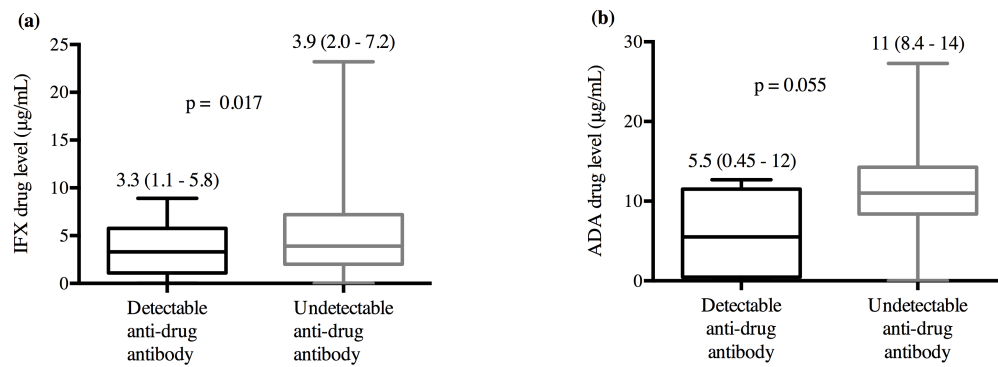 (a)
IFX drug level (µg/mL)
25
20
15
10
5
0
3.9 (2.0 - 7.2)
p = 0.017
3.3 (1.1 - 5.8)
Detectable
anti-drug
antibody
Undetectable
anti-drug
antibody
(b)
ADA drug level (µg/mL)
30
20
10
0
11 (8.4 - 14)
p = 0.055
5.5 (0.45 - 12)
Detectable
anti-drug
antibody
Undetectable
anti-drug
antibody